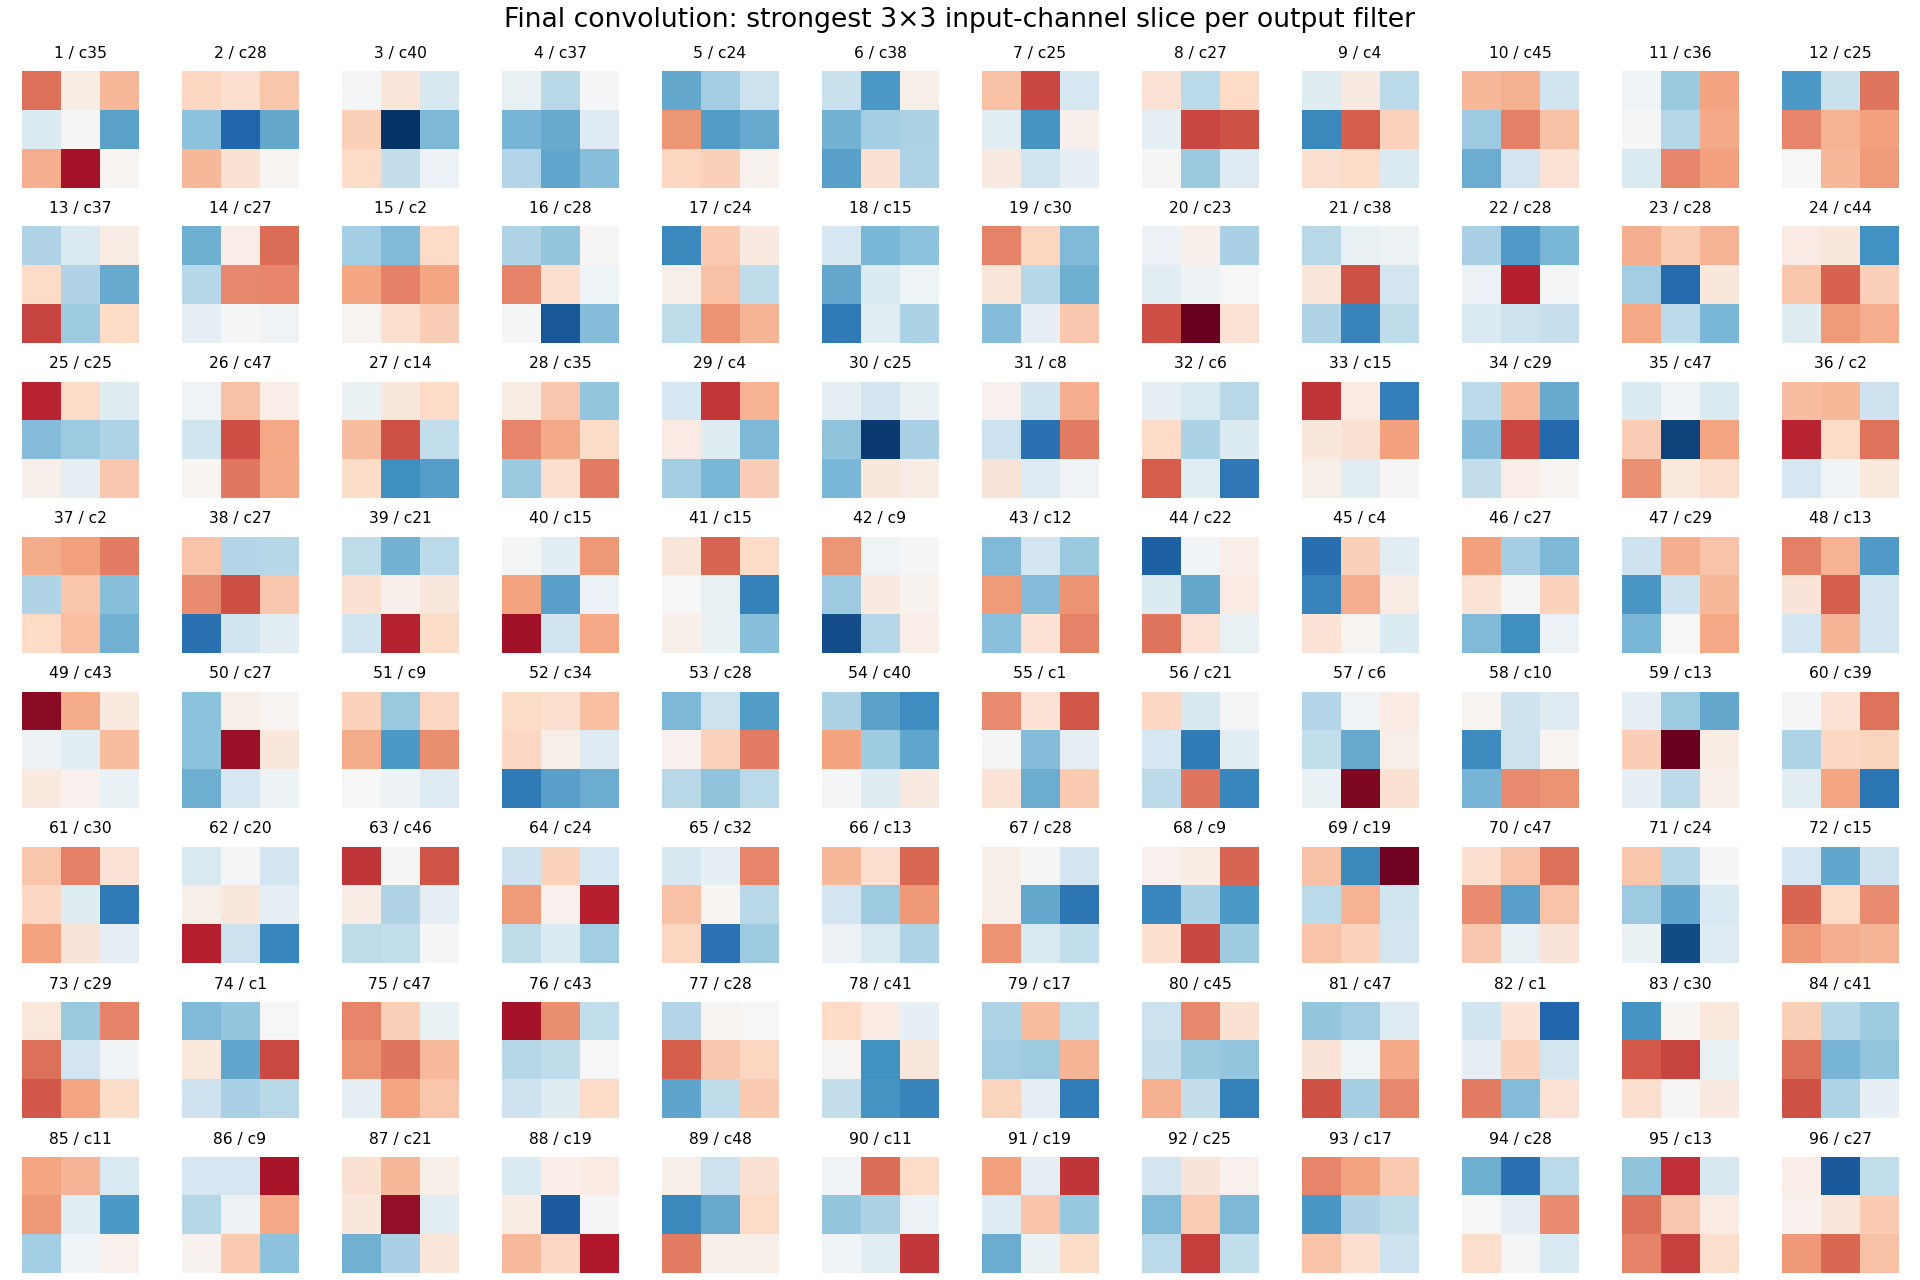 Final convolution: strongest 3×3 input-channel slice per output filter
1 / c35 2 / c28 3 / c40 4 / c37 5 / c24 6 / c38 7 / c25 8 / c27 9 / c4 10 / c45 11 / c36 12 / c25
13 / c37 14 / c27 15 / c2 16 / c28 17 / c24 18 / c15 19 / c30 20 / c23 21 / c38 22 / c28 23 / c28 24 / c44
25 / c25 26 / c47 27 / c14 28 / c35 29 / c4 30 / c25 31 / c8 32 / c6 33 / c15 34 / c29 35 / c47 36 / c2
37 / c2 38 / c27 39 / c21 40 / c15 41 / c15 42 / c9 43 / c12 44 / c22 45 / c4 46 / c27 47 / c29 48 / c13
49 / c43 50 / c27 51 / c9 52 / c34 53 / c28 54 / c40 55 / c1 56 / c21 57 / c6 58 / c10 59 / c13 60 / c39
61 / c30 62 / c20 63 / c46 64 / c24 65 / c32 66 / c13 67 / c28 68 / c9 69 / c19 70 / c47 71 / c24 72 / c15
73 / c29 74 / c1 75 / c47 76 / c43 77 / c28 78 / c41 79 / c17 80 / c45 81 / c47 82 / c1 83 / c30 84 / c41
85 / c11 86 / c9 87 / c21 88 / c19 89 / c48 90 / c11 91 / c19 92 / c25 93 / c17 94 / c28 95 / c13 96 / c27